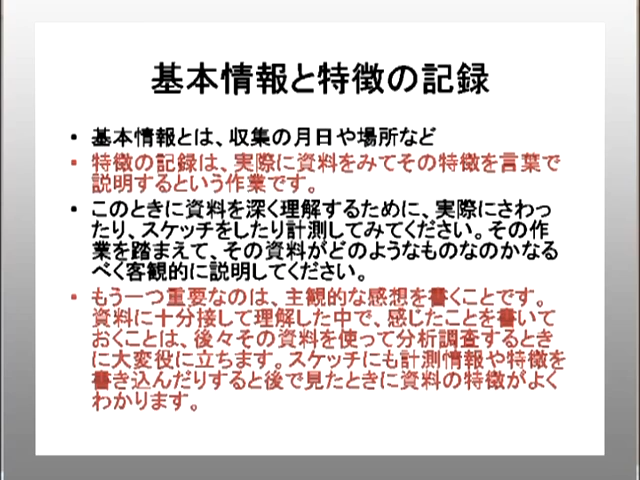 基本情報と特徴の記録
• 基本情報とは、収集の月日や場所など
• 特徴の記録は、実際に資料をみてその特徴を言葉で
説明するという作業です。
• このときに資料を深く理解するために、実際にさわっ
たり、スケッチをしたり計測してみてください。その作
業を踏まえて、その資料がどのようなものなのかなる
べく客観的に説明してください。
• もう一つ重要なのは、主観的な感想を書くことです。
資料に十分接して理解した中で、感じたことを書いて
おくことは、後々その資料を使って分析調査するとき
に大変役に立ちます。スケッチにも計測情報や特徴を
書き込んだりすると後で見たときに資料の特徴がよく
わかります。